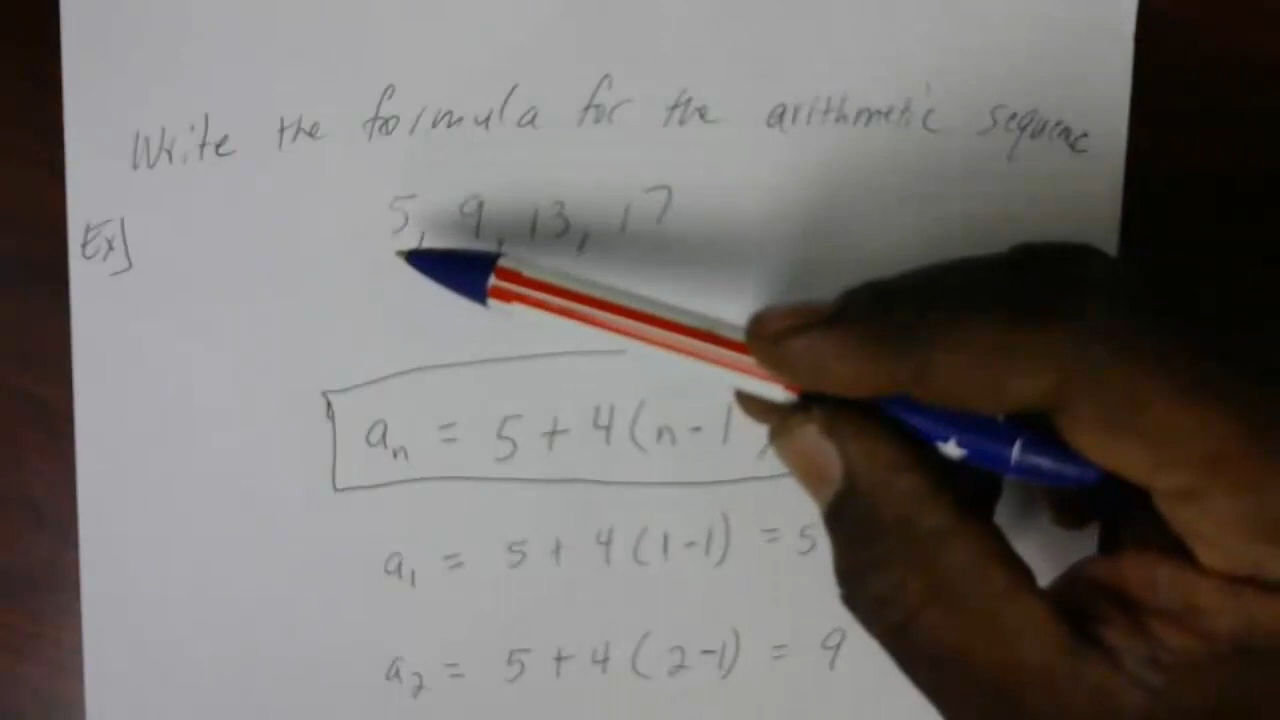 Write the formula for the arithmetic sequenc
Ex] 5, 9, 13, 17
aₙ = 5 + 4 (n - 1)
a₁ = 5 + 4 (1-1) = 5
a₂ = 5 + 4 (2-1) = 9